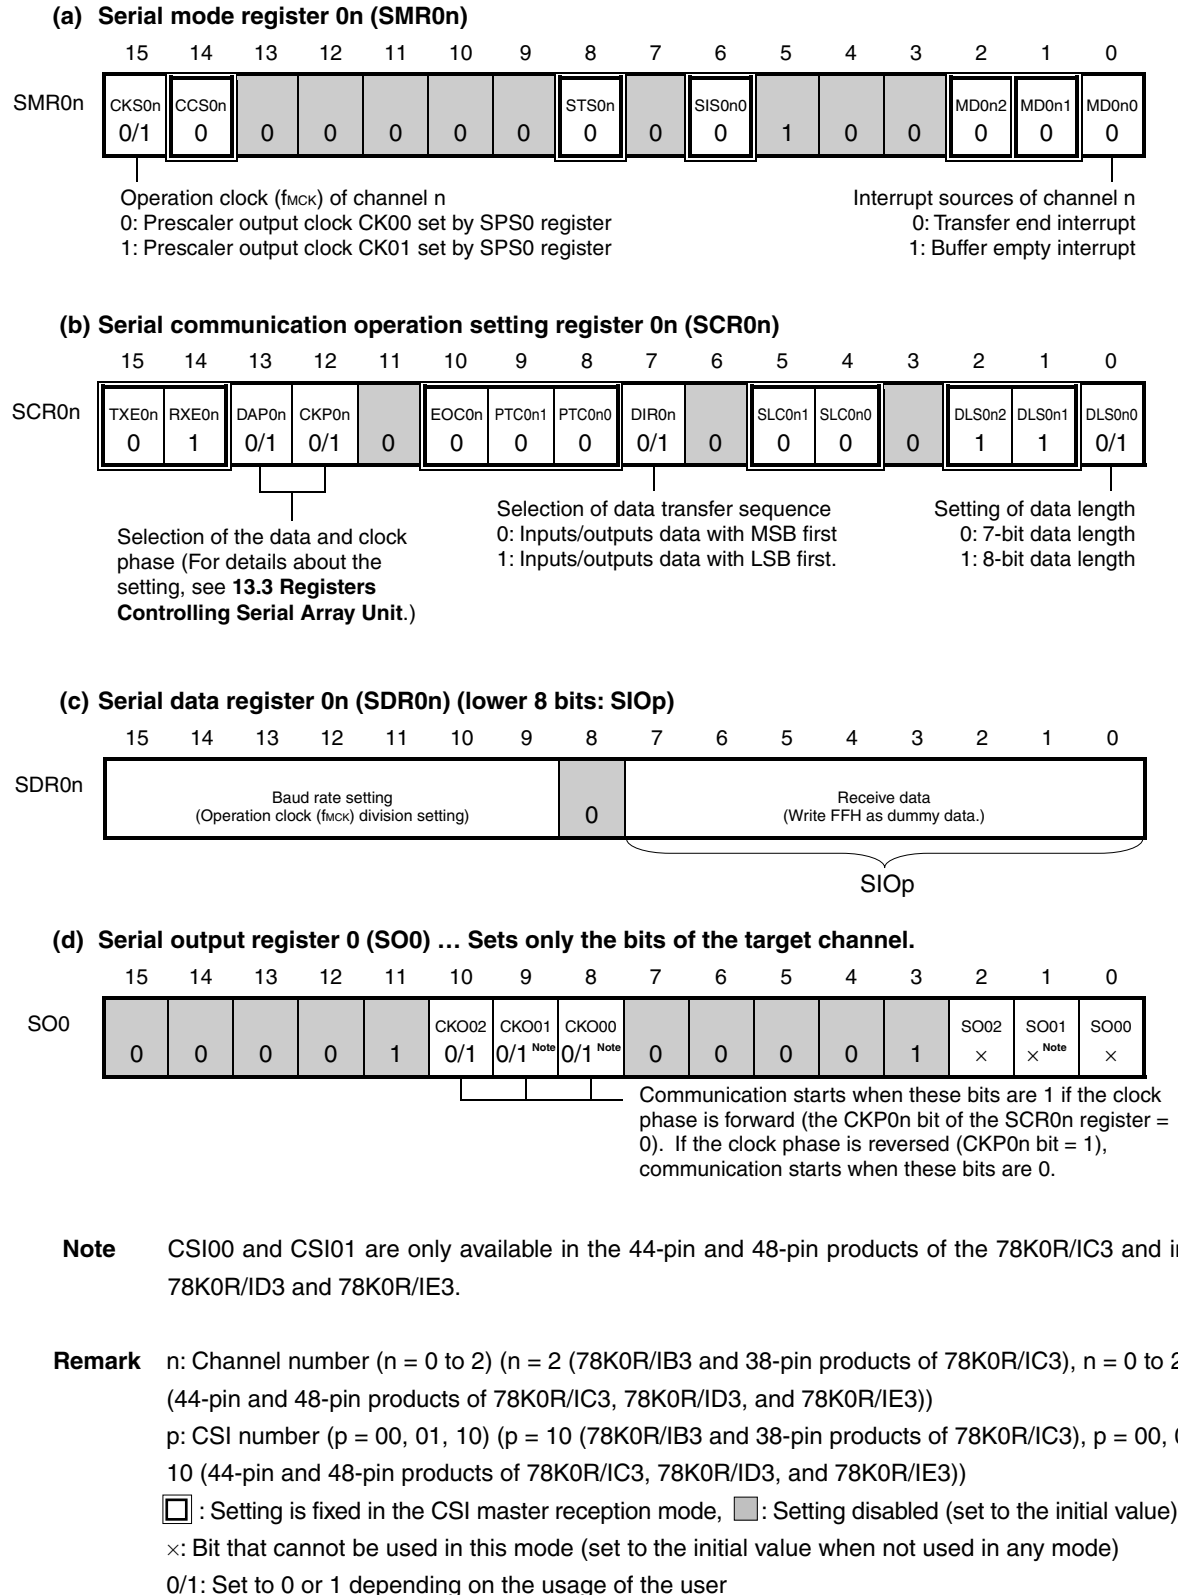 (a) Serial mode register 0n (SMR0n)
15 14 13 12 11 10 9 8 7 6 5 4 3 2 1 0
SMR0n
CKS0n CCS0n STS0n SIS0n0 MD0n2 MD0n1 MD0n0
0/1 0 0 0 0 0 0 0 0 0 1 0 0 0 0 0
Operation clock (fMCK) of channel n
0: Prescaler output clock CK00 set by SPS0 register
1: Prescaler output clock CK01 set by SPS0 register
Interrupt sources of channel n
0: Transfer end interrupt
1: Buffer empty interrupt
(b) Serial communication operation setting register 0n (SCR0n)
15 14 13 12 11 10 9 8 7 6 5 4 3 2 1 0
SCR0n
TXE0n RXE0n DAP0n CKP0n EOC0n PTC0n1 PTC0n0 DIR0n SLC0n1 SLC0n0 DLS0n2 DLS0n1 DLS0n0
0 1 0/1 0/1 0 0 0 0 0/1 0 0 0 0 1 1 0/1
Selection of the data and clock
phase (For details about the
setting, see 13.3 Registers
Controlling Serial Array Unit.)
Selection of data transfer sequence
0: Inputs/outputs data with MSB first
1: Inputs/outputs data with LSB first.
Setting of data length
0: 7-bit data length
1: 8-bit data length
(c) Serial data register 0n (SDR0n) (lower 8 bits: SIOp)
15 14 13 12 11 10 9 8 7 6 5 4 3 2 1 0
SDR0n
Baud rate setting
(Operation clock (fMCK) division setting)
0
Receive data
(Write FFH as dummy data.)
SIOp
(d) Serial output register 0 (SO0) … Sets only the bits of the target channel.
15 14 13 12 11 10 9 8 7 6 5 4 3 2 1 0
SO0
CKO02 CKO01 CKO00 SO02 SO01 SO00
0 0 0 0 1 0/1 0/1 Note 0/1 Note 0 0 0 0 1 × × Note ×
Communication starts when these bits are 1 if the clock
phase is forward (the CKP0n bit of the SCR0n register =
0). If the clock phase is reversed (CKP0n bit = 1),
communication starts when these bits are 0.
Note CSI00 and CSI01 are only available in the 44-pin and 48-pin products of the 78K0R/IC3 and
78K0R/ID3 and 78K0R/IE3.
Remark n: Channel number (n = 0 to 2) (n = 2 (78K0R/IB3 and 38-pin products of 78K0R/IC3), n = 0 to 2
(44-pin and 48-pin products of 78K0R/IC3, 78K0R/ID3, and 78K0R/IE3))
p: CSI number (p = 00, 01, 10) (p = 10 (78K0R/IB3 and 38-pin products of 78K0R/IC3), p = 00,
10 (44-pin and 48-pin products of 78K0R/IC3, 78K0R/ID3, and 78K0R/IE3))
: Setting is fixed in the CSI master reception mode, : Setting disabled (set to the initial value)
×: Bit that cannot be used in this mode (set to the initial value when not used in any mode)
0/1: Set to 0 or 1 depending on the usage of the user